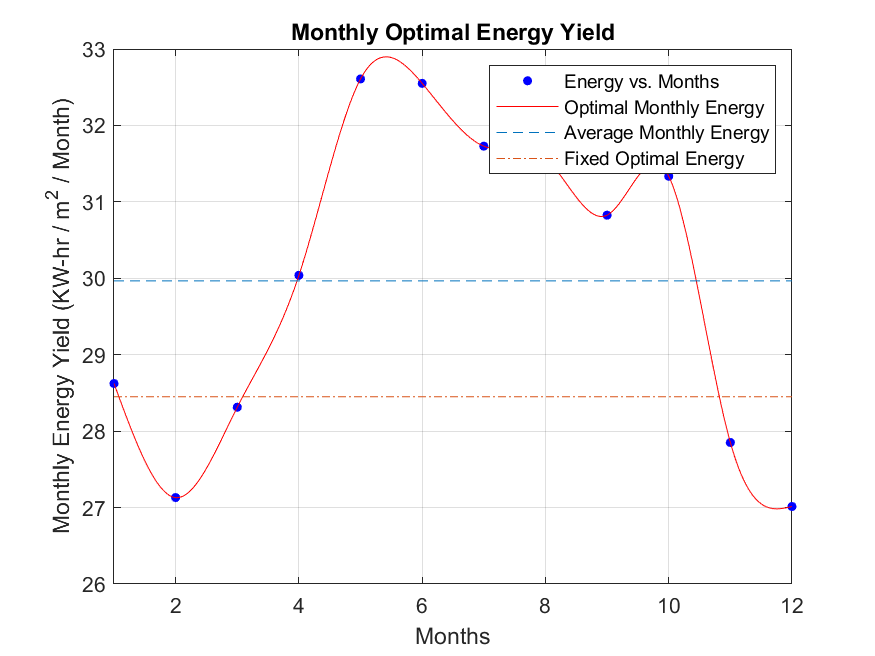 Monthly Optimal Energy Yield
Monthly Energy Yield (KW-hr / m² / Month)
33
32
31
30
29
28
27
26
Energy vs. Months
Optimal Monthly Energy
Average Monthly Energy
Fixed Optimal Energy
2 4 6 8 10 12
Months